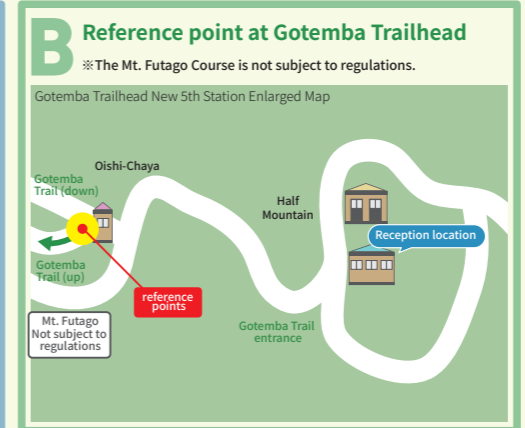 B
Reference point at Gotemba Trailhead
※The Mt. Futago Course is not subject to regulations.
Gotemba Trailhead New 5th Station Enlarged Map
Oishi-Chaya
Gotemba
Trail (down)
Half
Mountain
Reception location
Gotemba
Trail (up)
reference
points
Mt. Futago
Not subject to
regulations
Gotemba Trail
entrance